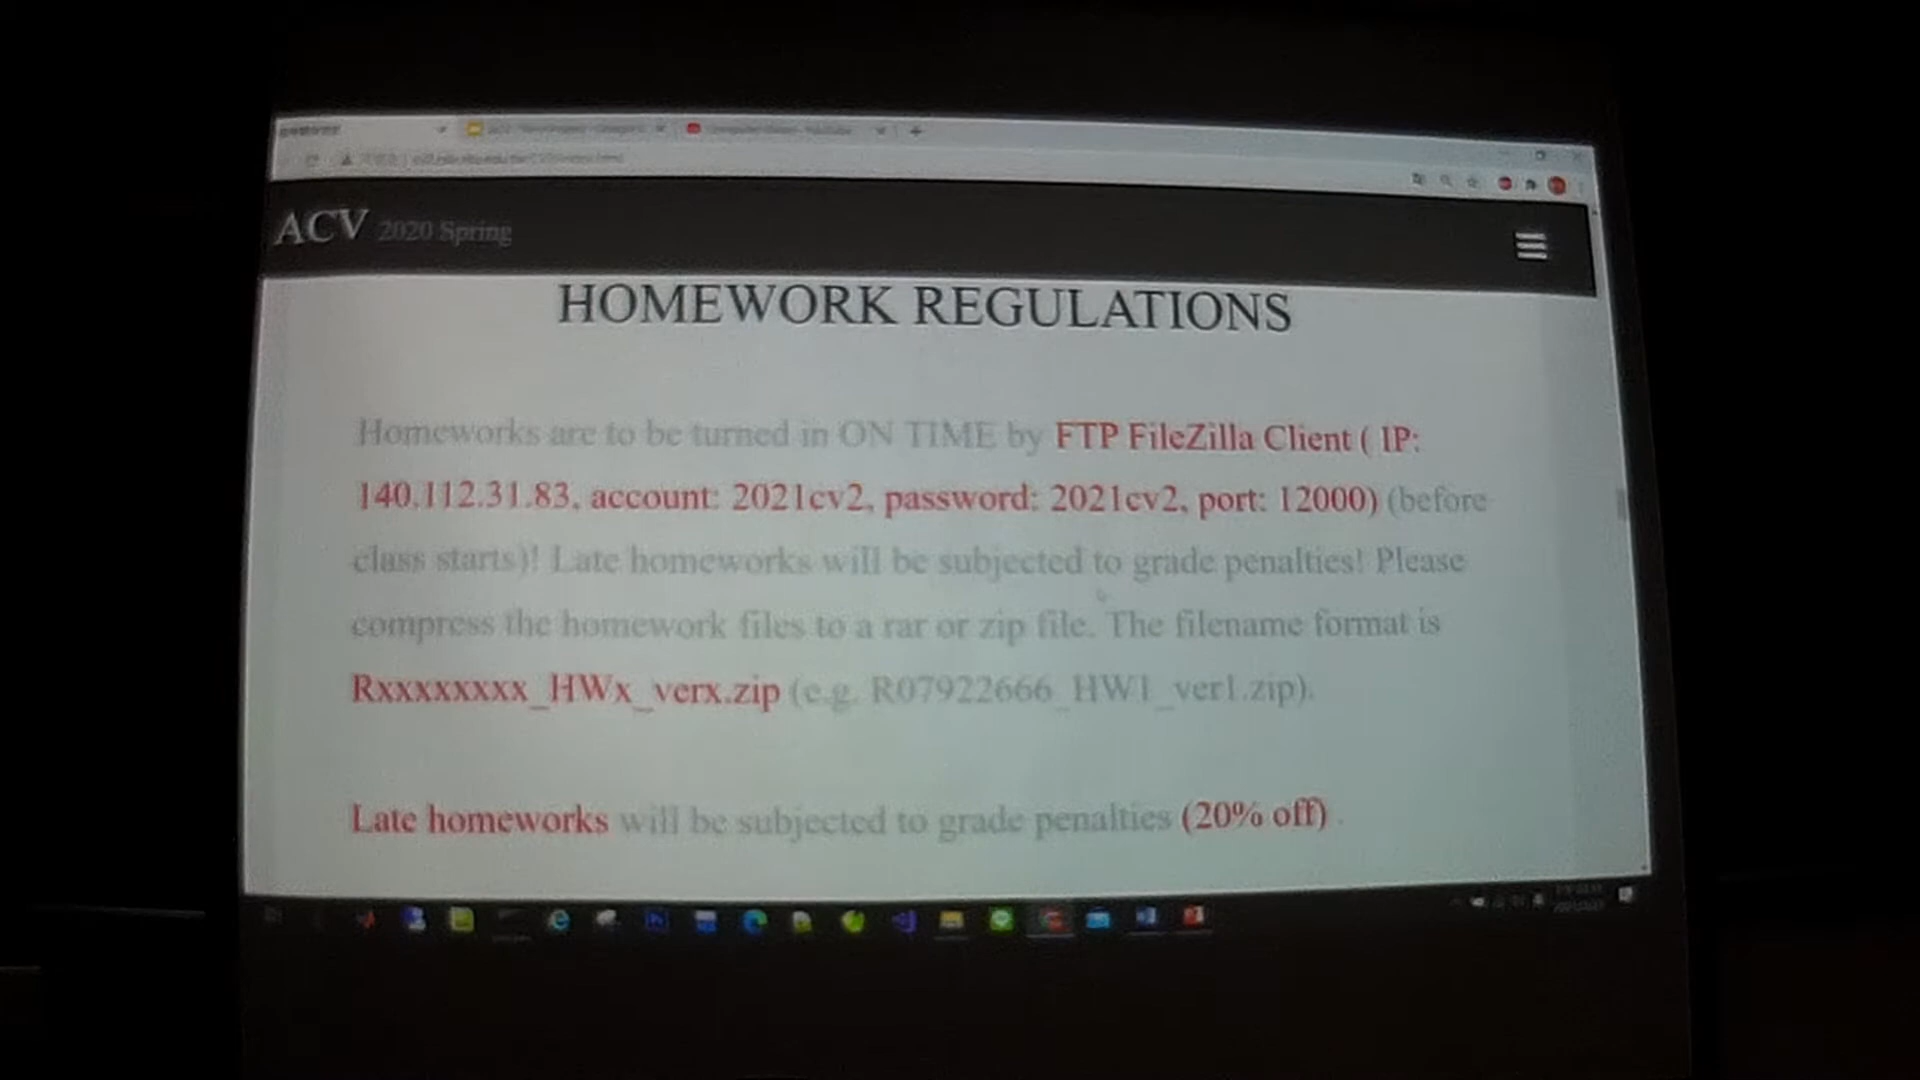 ACV 2020 Spring
HOMEWORK REGULATIONS
Homeworks are to be turned in ON TIME by FTP FileZilla Client ( IP:
140.112.31.83, account: 2021cv2, password: 2021cv2, port: 12000) (before
class starts)! Late homeworks will be subjected to grade penalties! Please
compress the homework files to a rar or zip file. The filename format is
Rxxxxxxxx_HWx_verx.zip (e.g. R07922666_HW1_ver1.zip).
Late homeworks will be subjected to grade penalties (20% off) .